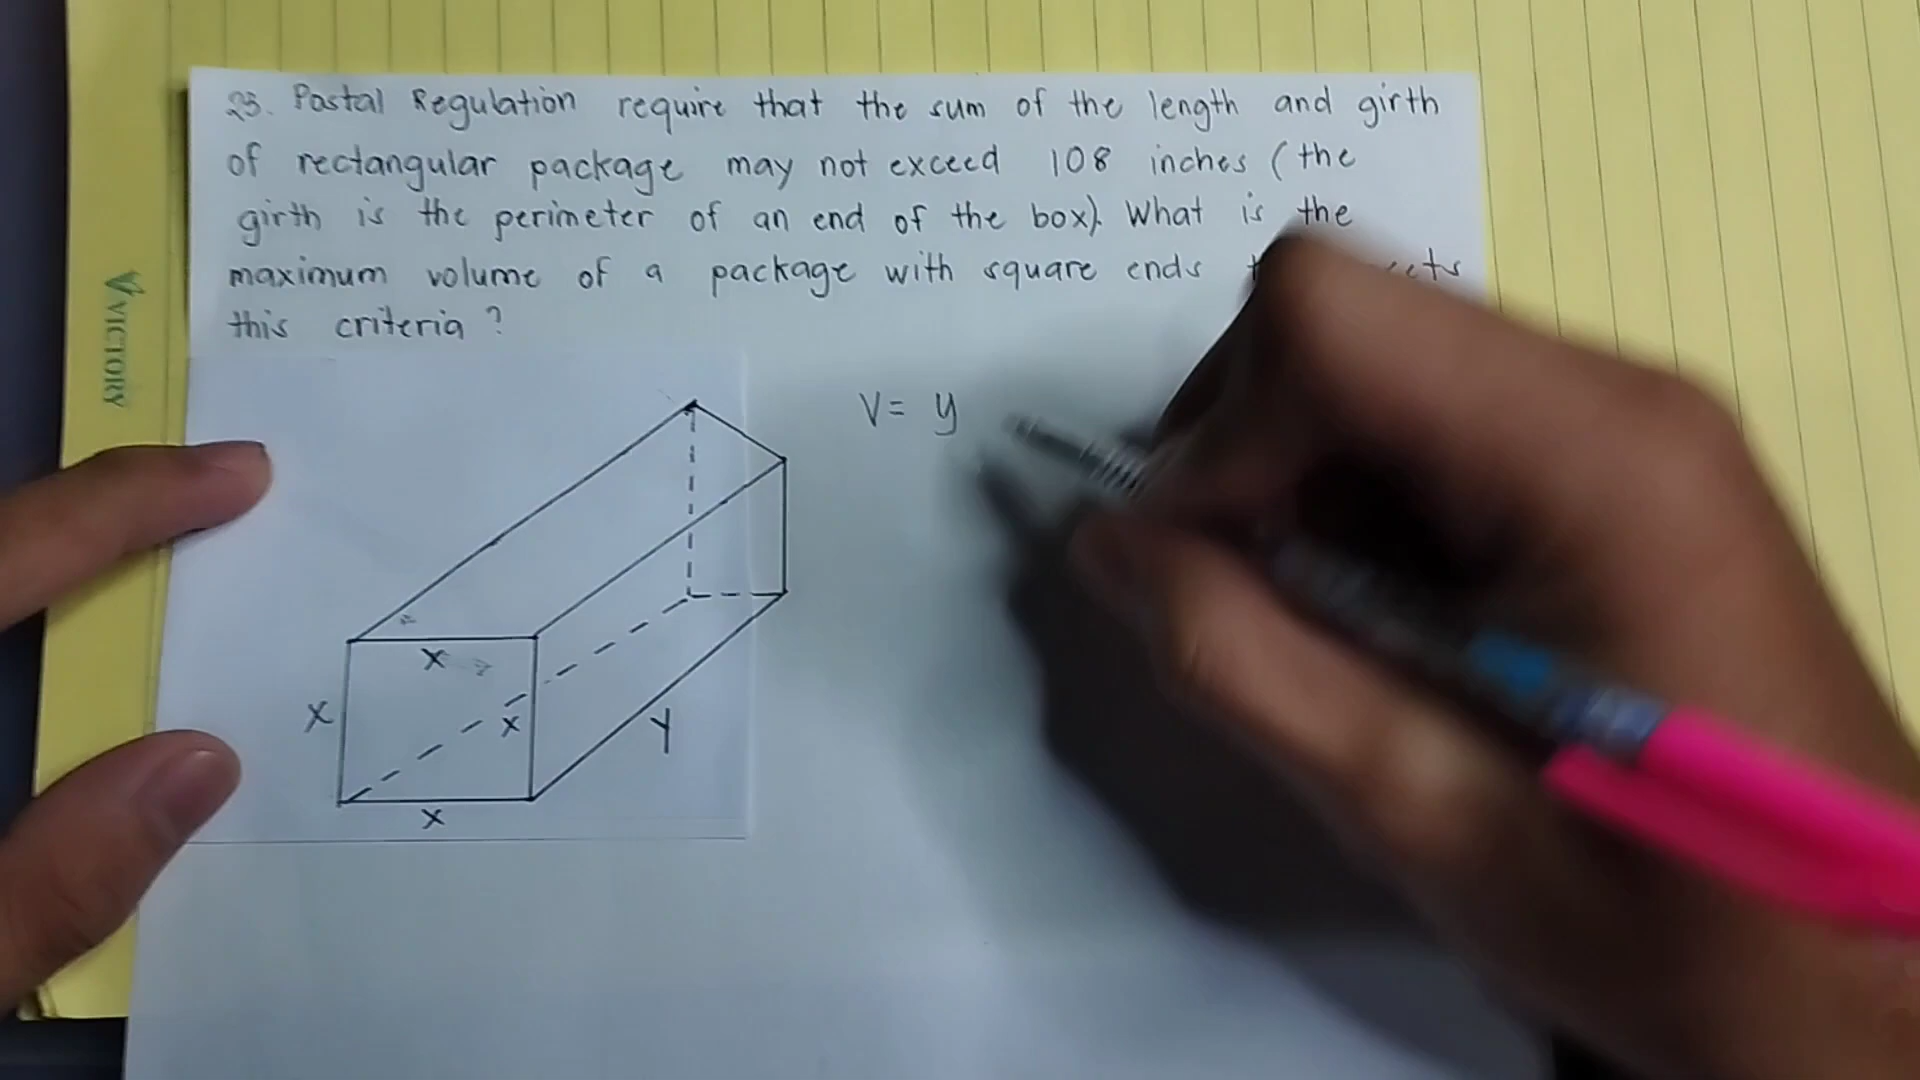 23. Postal Regulation require that the sum of the length and girth
of rectangular package may not exceed 108 inches (the
girth is the perimeter of an end of the box). What is the
maximum volume of a package with square ends
this criteria ?
V= y
x
x
x
y
x
VICTORY